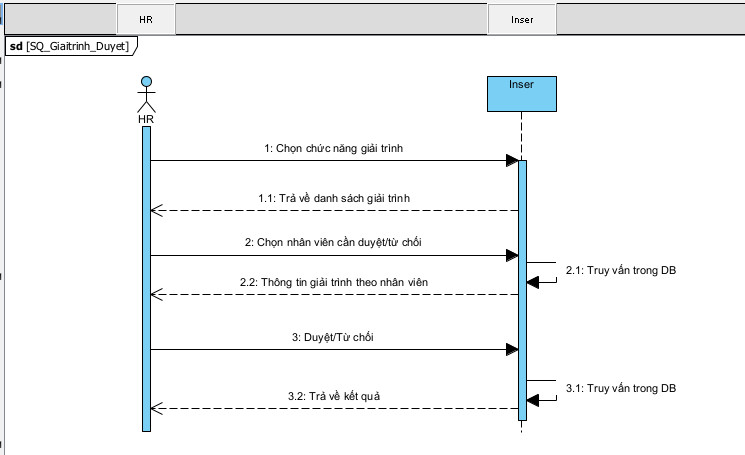 HR
Inser
sd [SQ_Giaitrinh_Duyet]
Inser
HR
1: Chọn chức năng giải trình
1.1: Trả về danh sách giải trình
2: Chọn nhân viên cần duyệt/từ chối
2.1: Truy vấn trong DB
2.2: Thông tin giải trình theo nhân viên
3: Duyệt/Từ chối
3.1: Truy vấn trong DB
3.2: Trả về kết quả